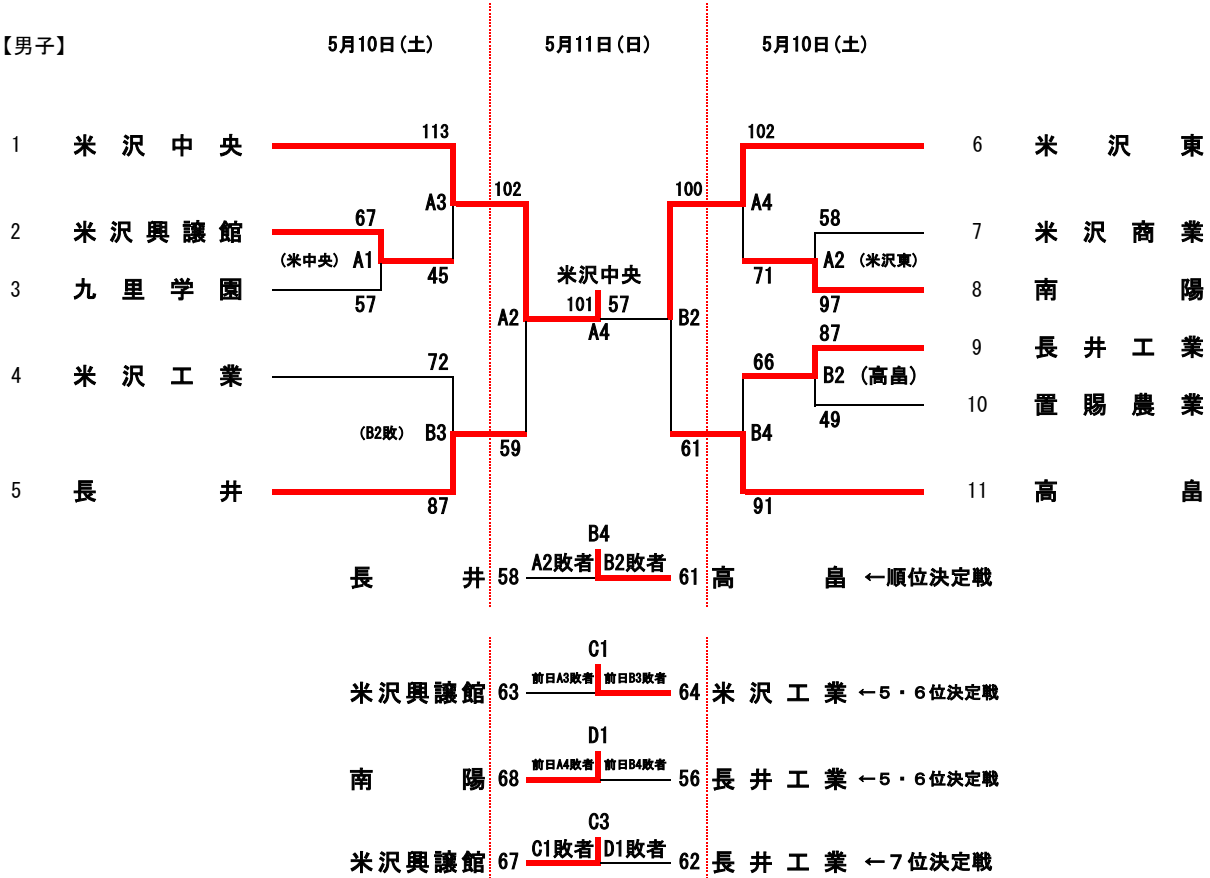 【男子】 5月10日(土) 5月11日(日) 5月10日(土)
113 102
1 米沢中央 6 米沢東
102 100
A3 A4
67 58
2 米沢興譲館 7 米沢商業
(米中央) A1 A2 (米沢東)
45 米沢中央 71
3 九里学園 8 南陽
57 101 57 97
A2 A4 B2
87
9 長井工業
72 66
4 米沢工業 B2 (高畠)
10 置賜農業
49
(B2敗) B3 B4
59 61
5 長井 11 高畠
87 91
B4
A2敗者 B2敗者
長井 58 61 高畠 ←順位決定戦
C1
前日A3敗者 前日B3敗者
米沢興譲館 63 64 米沢工業 ←5・6位決定戦
D1
前日A4敗者 前日B4敗者
南陽 68 56 長井工業 ←5・6位決定戦
C3
C1敗者 D1敗者
米沢興譲館 67 62 長井工業 ←7位決定戦